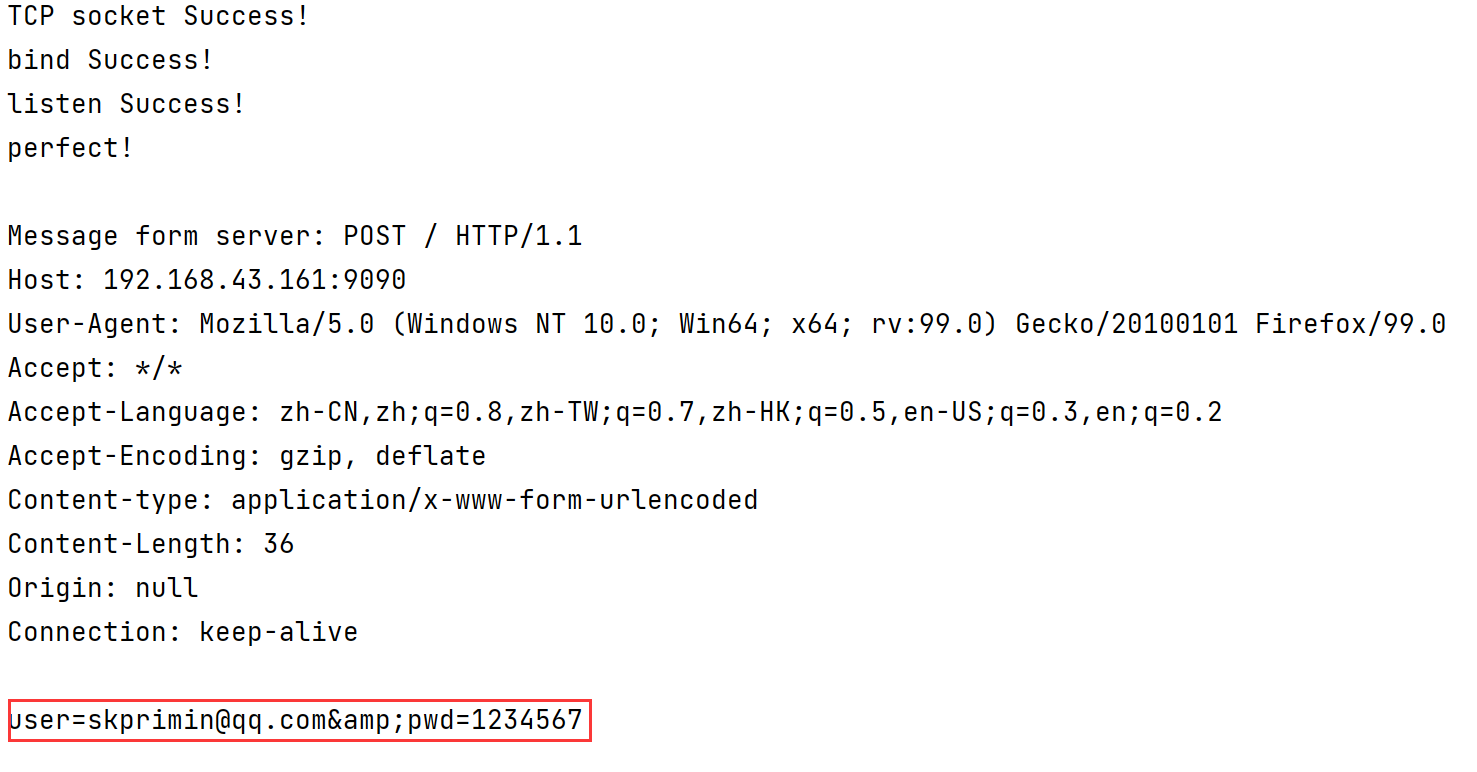 TCP socket Success!
bind Success!
listen Success!
perfect!
Message form server: POST / HTTP/1.1
Host: 192.168.43.161:9090
User-Agent: Mozilla/5.0 (Windows NT 10.0; Win64; x64; rv:99.0) Gecko/20100101 Firefox/99.0
Accept: */*
Accept-Language: zh-CN,zh;q=0.8,zh-TW;q=0.7,zh-HK;q=0.5,en-US;q=0.3,en;q=0.2
Accept-Encoding: gzip, deflate
Content-type: application/x-www-form-urlencoded
Content-Length: 36
Origin: null
Connection: keep-alive
user=skprimin@qq.com&amp;pwd=1234567